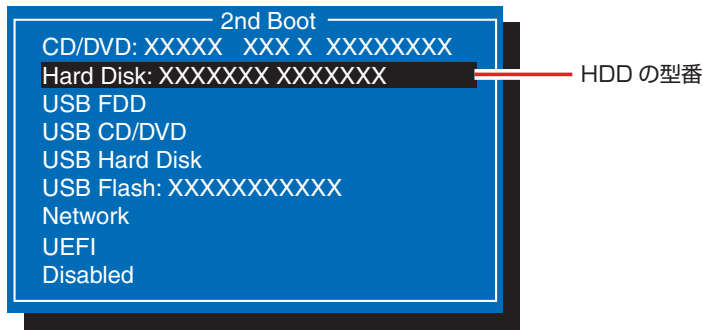 2nd Boot
CD/DVD: XXXXX XXX X XXXXXXXX
Hard Disk: XXXXXXX XXXXXXX
HDD の型番
USB FDD
USB CD/DVD
USB Hard Disk
USB Flash: XXXXXXXXXXX
Network
UEFI
Disabled